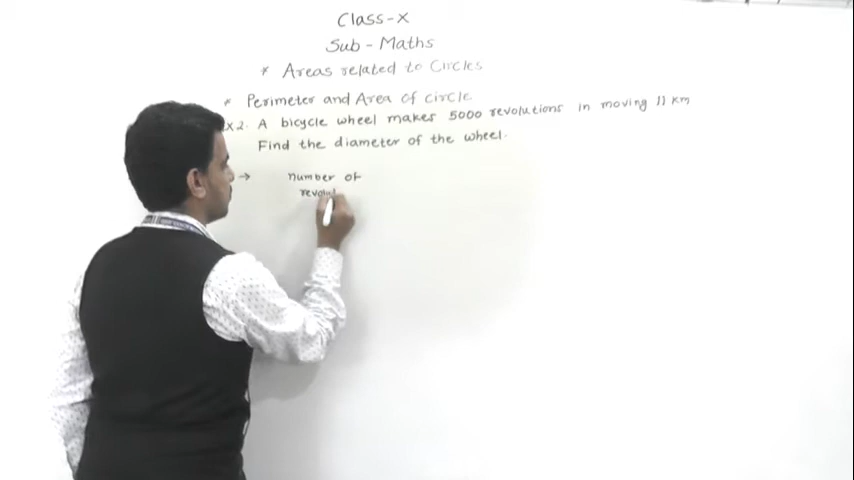 Class-X
Sub - Maths
* Areas related to Circles
* Perimeter and Area of circle
x2. A bicycle wheel makes 5000 revolutions in moving 11 km
Find the diameter of the wheel.
→ number of